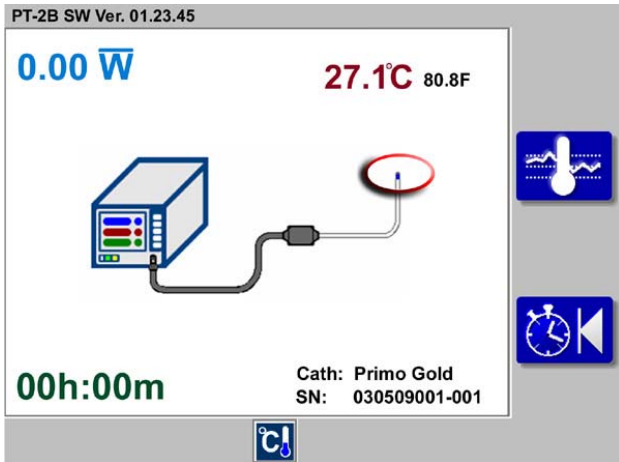 PT-2B SW Ver. 01.23.45
0.00 W̅
27.1°C 80.8F
00h:00m
Cath: Primo Gold
SN: 030509001-001
°C